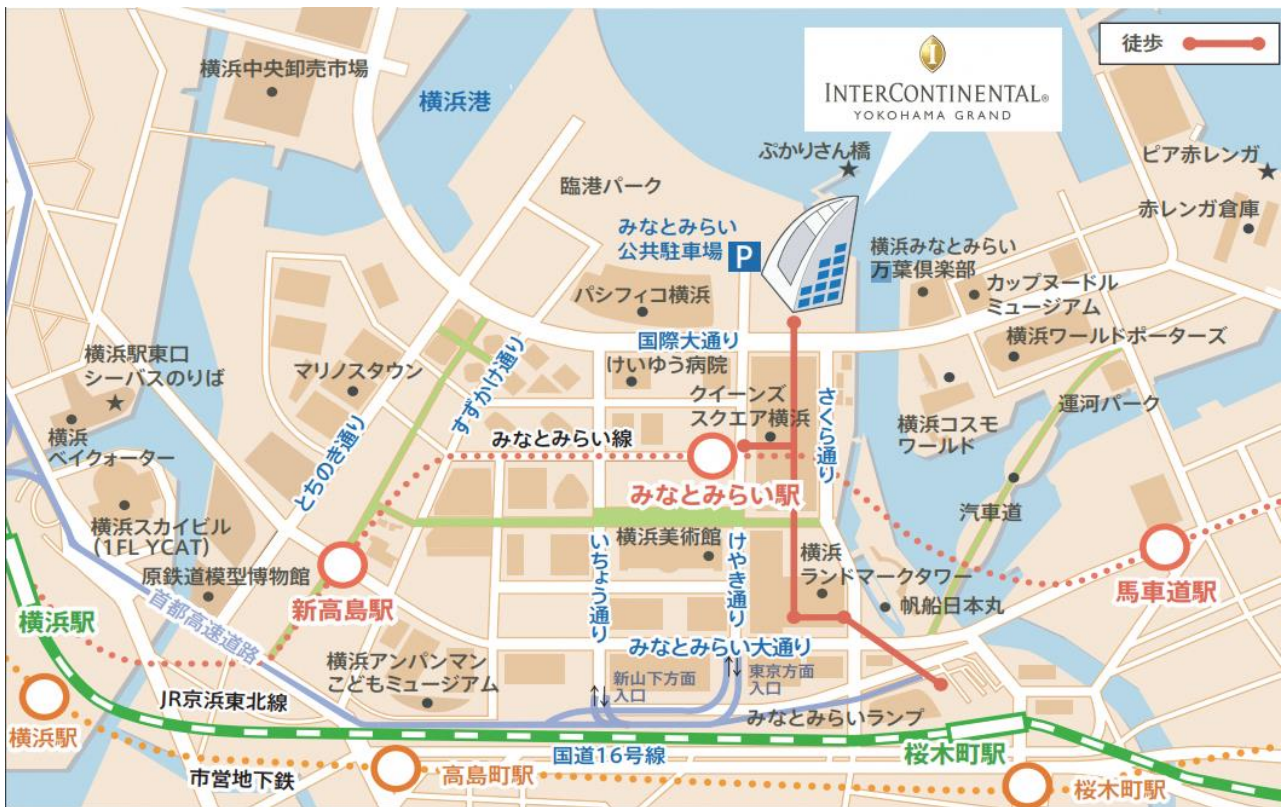 徒歩
INTERCONTINENTAL®
YOKOHAMA GRAND
横浜中央卸売市場
横浜港
ぷかりさん橋
ピア赤レンガ
臨港パーク
赤レンガ倉庫
みなとみらい
公共駐車場
P
横浜みなとみらい
万葉倶楽部
カップヌードル
ミュージアム
パシフィコ横浜
国際大通り
横浜ワールドポーターズ
横浜駅東口
シーバスのりば
マリノスタウン
すずかけ通り
けいゆう病院
クイーンズ
スクエア横浜
さくら通り
運河パーク
横浜コスモ
ワールド
横浜
ベイクォーター
とちのき通り
みなとみらい線
みなとみらい駅
横浜スカイビル
(1FL YCAT)
横浜美術館
いちょう通り
けやき通り
横浜
ランドマークタワー
汽車道
馬車道駅
原鉄道模型博物館
新高島駅
帆船日本丸
横浜駅
首都高速道路
みなとみらい大通り
横浜アンパンマン
こどもミュージアム
新山下方面
入口
東京方面
入口
JR京浜東北線
みなとみらいランプ
横浜駅
国道16号線
桜木町駅
市営地下鉄
高島町駅
桜木町駅